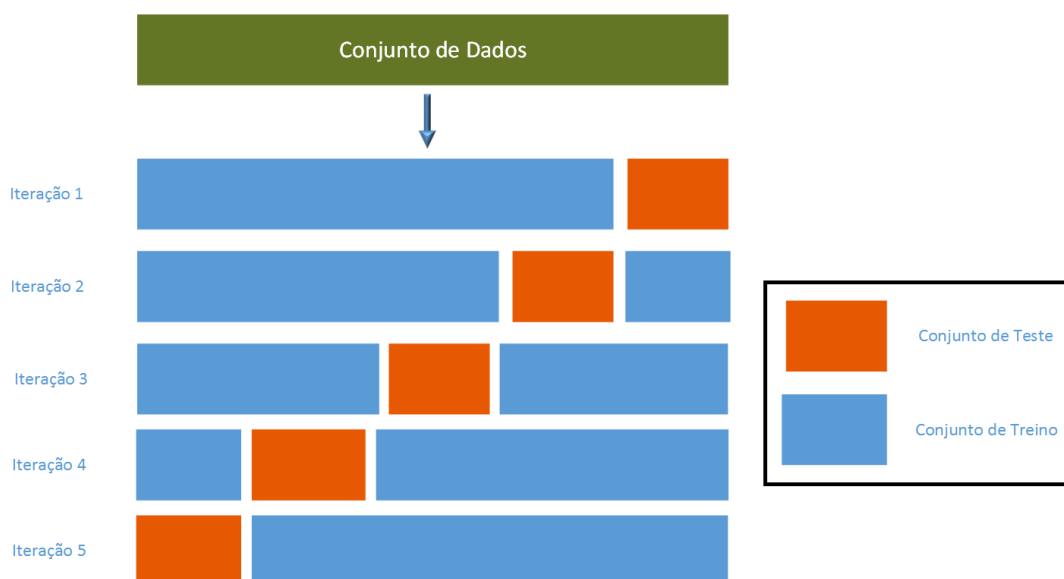 Conjunto de Dados
Iteração 1
Iteração 2
Iteração 3
Iteração 4
Iteração 5
Conjunto de Teste
Conjunto de Treino